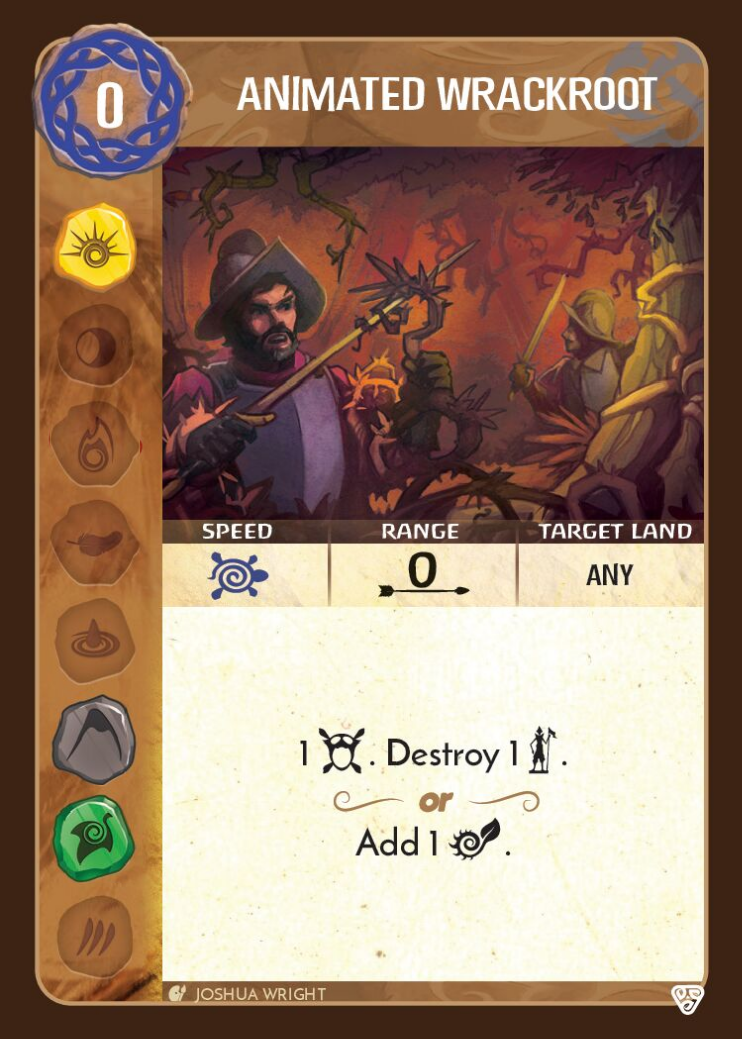 0
ANIMATED WRACKROOT
SPEED RANGE TARGET LAND
0 ANY
1 . Destroy 1 .
or
Add 1 .
JOSHUA WRIGHT